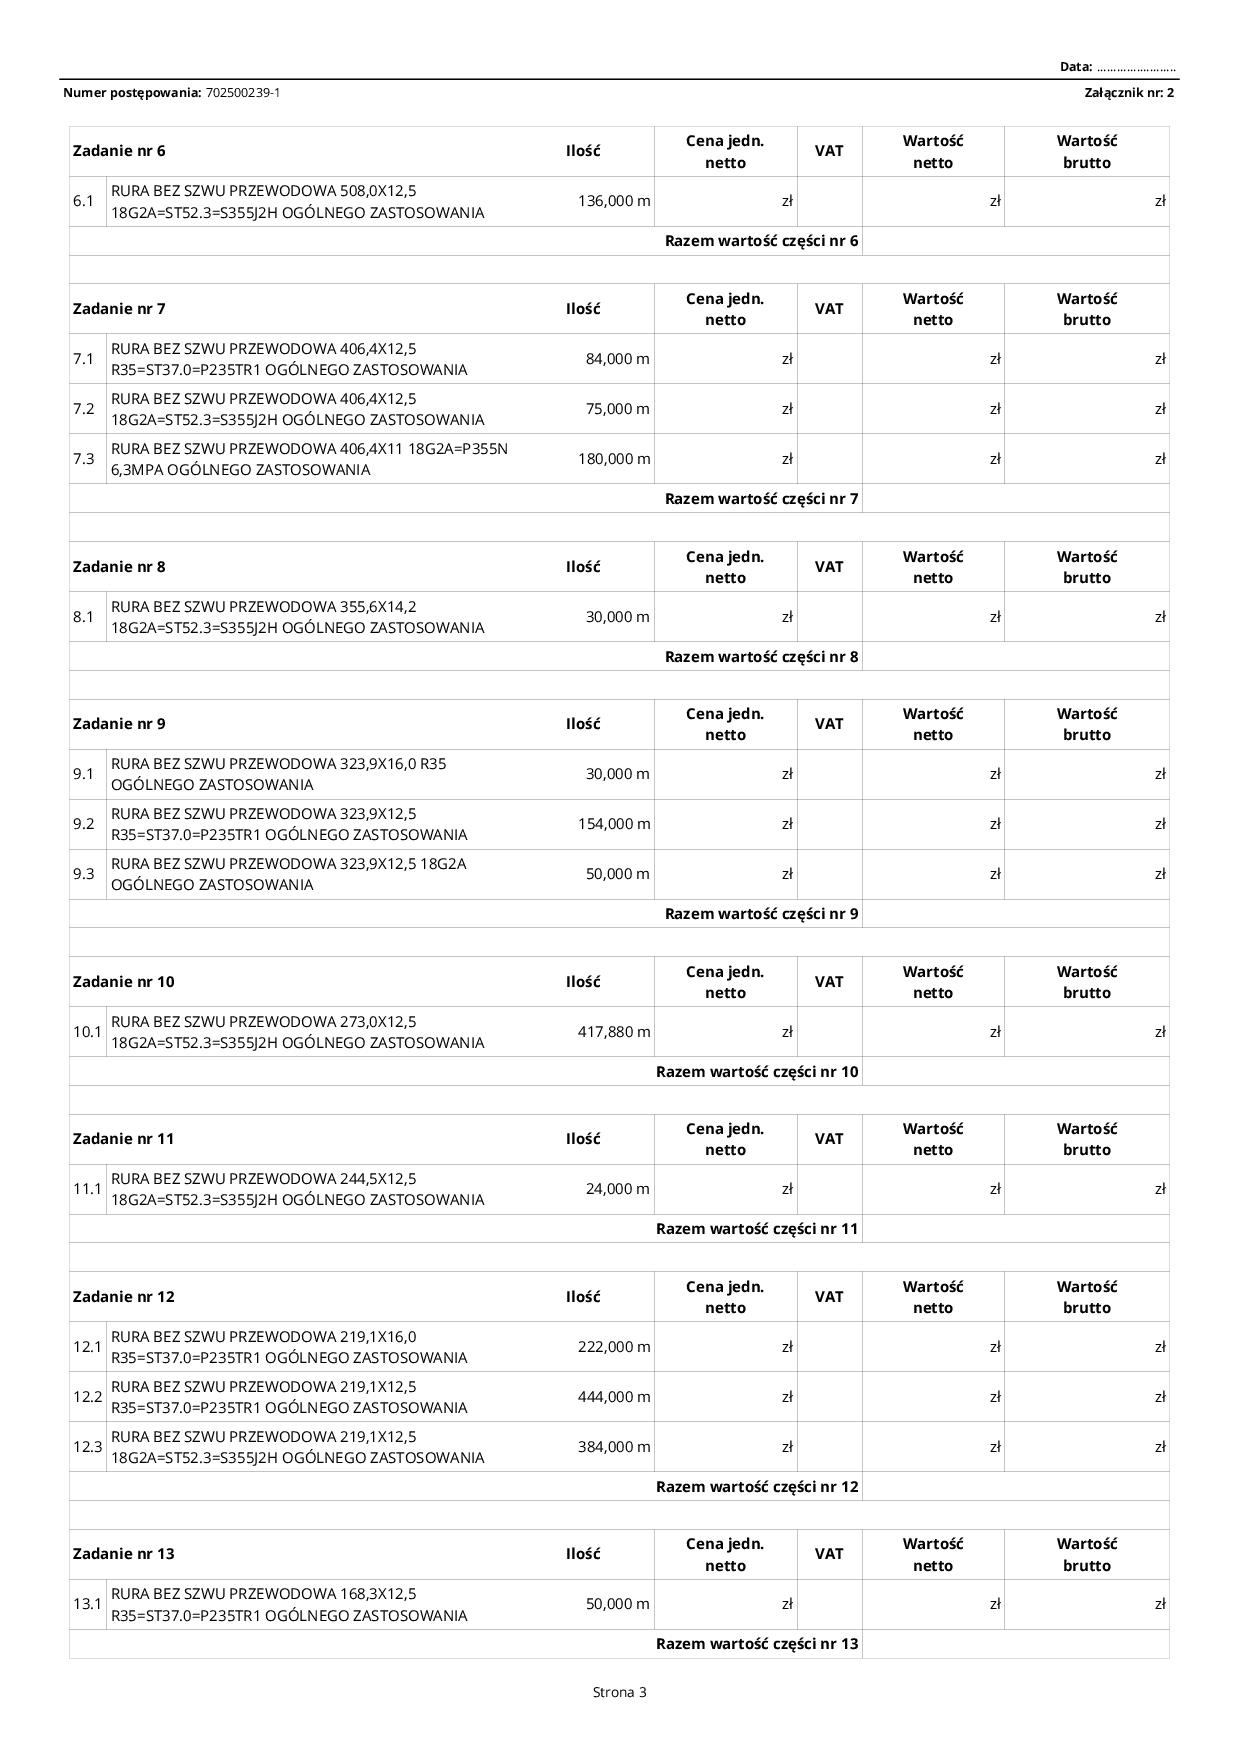 Data: ........................
Numer postępowania: 702500239-1 Załącznik nr: 2
Zadanie nr 6 Ilość Cena jedn. netto VAT Wartość netto Wartość brutto
6.1 RURA BEZ SZWU PRZEWODOWA 508,0X12,5
18G2A=ST52.3=S355J2H OGÓLNEGO ZASTOSOWANIA 136,000 m zł zł zł
Razem wartość części nr 6
Zadanie nr 7 Ilość Cena jedn. netto VAT Wartość netto Wartość brutto
7.1 RURA BEZ SZWU PRZEWODOWA 406,4X12,5
R35=ST37.0=P235TR1 OGÓLNEGO ZASTOSOWANIA 84,000 m zł zł zł
7.2 RURA BEZ SZWU PRZEWODOWA 406,4X12,5
18G2A=ST52.3=S355J2H OGÓLNEGO ZASTOSOWANIA 75,000 m zł zł zł
7.3 RURA BEZ SZWU PRZEWODOWA 406,4X11 18G2A=P355N
6,3MPA OGÓLNEGO ZASTOSOWANIA 180,000 m zł zł zł
Razem wartość części nr 7
Zadanie nr 8 Ilość Cena jedn. netto VAT Wartość netto Wartość brutto
8.1 RURA BEZ SZWU PRZEWODOWA 355,6X14,2
18G2A=ST52.3=S355J2H OGÓLNEGO ZASTOSOWANIA 30,000 m zł zł zł
Razem wartość części nr 8
Zadanie nr 9 Ilość Cena jedn. netto VAT Wartość netto Wartość brutto
9.1 RURA BEZ SZWU PRZEWODOWA 323,9X16,0 R35
OGÓLNEGO ZASTOSOWANIA 30,000 m zł zł zł
9.2 RURA BEZ SZWU PRZEWODOWA 323,9X12,5
R35=ST37.0=P235TR1 OGÓLNEGO ZASTOSOWANIA 154,000 m zł zł zł
9.3 RURA BEZ SZWU PRZEWODOWA 323,9X12,5 18G2A
OGÓLNEGO ZASTOSOWANIA 50,000 m zł zł zł
Razem wartość części nr 9
Zadanie nr 10 Ilość Cena jedn. netto VAT Wartość netto Wartość brutto
10.1 RURA BEZ SZWU PRZEWODOWA 273,0X12,5
18G2A=ST52.3=S355J2H OGÓLNEGO ZASTOSOWANIA 417,880 m zł zł zł
Razem wartość części nr 10
Zadanie nr 11 Ilość Cena jedn. netto VAT Wartość netto Wartość brutto
11.1 RURA BEZ SZWU PRZEWODOWA 244,5X12,5
18G2A=ST52.3=S355J2H OGÓLNEGO ZASTOSOWANIA 24,000 m zł zł zł
Razem wartość części nr 11
Zadanie nr 12 Ilość Cena jedn. netto VAT Wartość netto Wartość brutto
12.1 RURA BEZ SZWU PRZEWODOWA 219,1X16,0
R35=ST37.0=P235TR1 OGÓLNEGO ZASTOSOWANIA 222,000 m zł zł zł
12.2 RURA BEZ SZWU PRZEWODOWA 219,1X12,5
R35=ST37.0=P235TR1 OGÓLNEGO ZASTOSOWANIA 444,000 m zł zł zł
12.3 RURA BEZ SZWU PRZEWODOWA 219,1X12,5
18G2A=ST52.3=S355J2H OGÓLNEGO ZASTOSOWANIA 384,000 m zł zł zł
Razem wartość części nr 12
Zadanie nr 13 Ilość Cena jedn. netto VAT Wartość netto Wartość brutto
13.1 RURA BEZ SZWU PRZEWODOWA 168,3X12,5
R35=ST37.0=P235TR1 OGÓLNEGO ZASTOSOWANIA 50,000 m zł zł zł
Razem wartość części nr 13
Strona 3